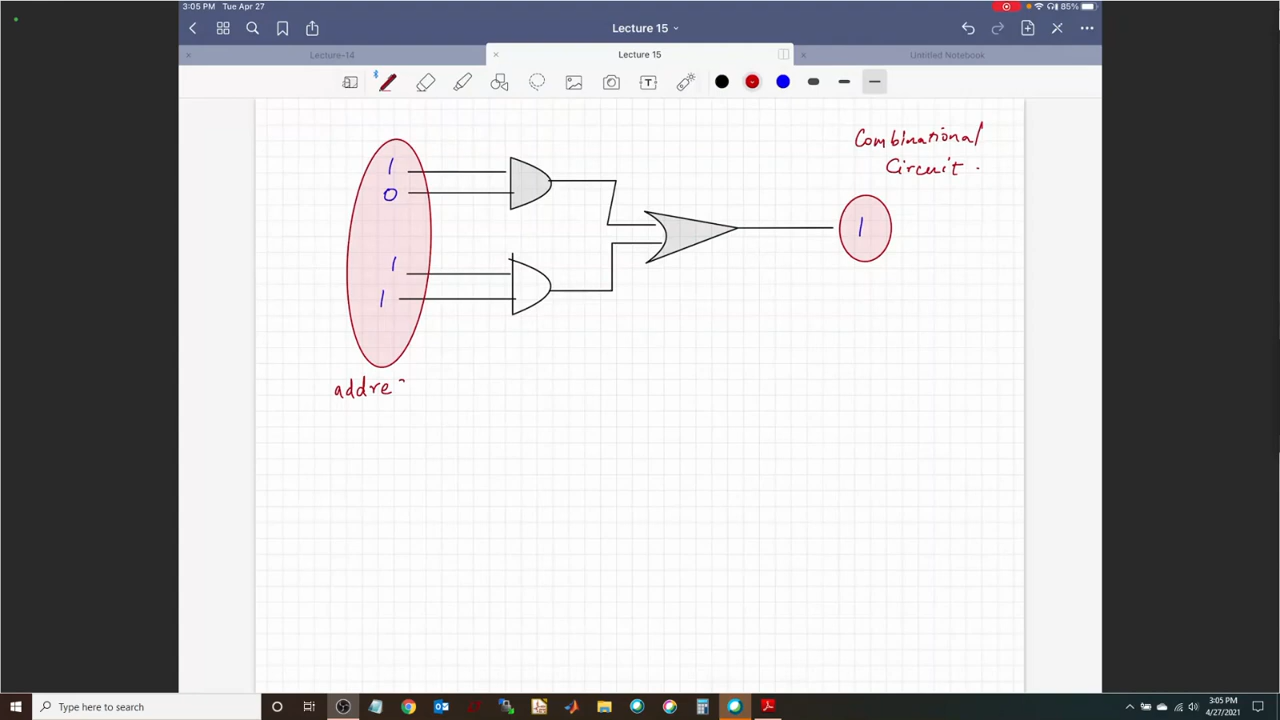 3:05 PM Tue Apr 27
85%
Lecture 15
Lecture-14
Lecture 15
Untitled Notebook
T
Combinational
Circuit.
1
0
1
1
1
addre
Type here to search
3:05 PM
4/27/2021